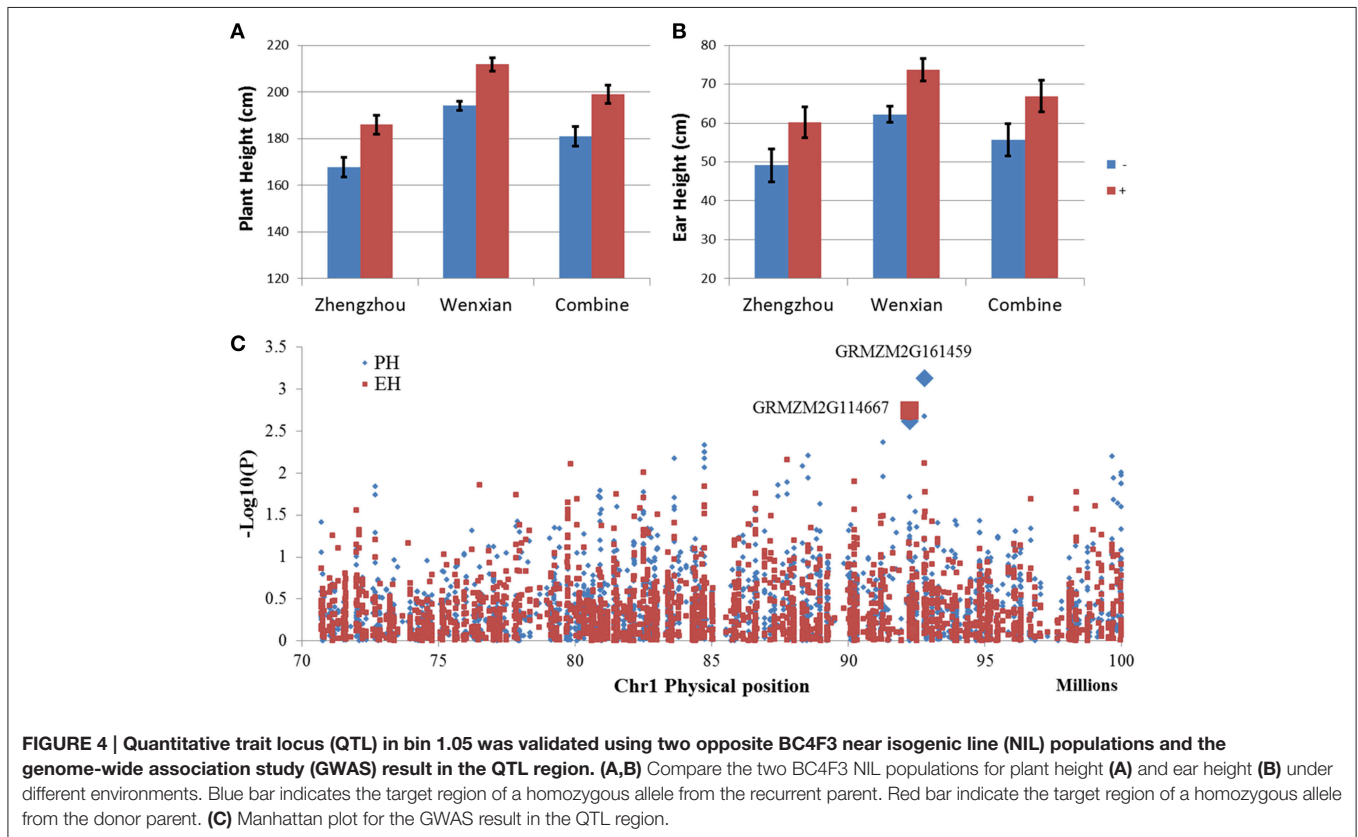 A
Plant Height (cm)
220
200
180
160
140
120
Zhengzhou
Wenxian
Combine
B
Ear Height (cm)
80
70
60
50
40
30
20
Zhengzhou
Wenxian
Combine
-
+
C
-Log10(P)
3.5
3
2.5
2
1.5
1
0.5
0
PH
EH
GRMZM2G161459
GRMZM2G114667
70
75
80
85
90
95
100
Chr1 Physical position
Millions
FIGURE 4 | Quantitative trait locus (QTL) in bin 1.05 was validated using two opposite BC4F3 near isogenic line (NIL) populations and the
genome-wide association study (GWAS) result in the QTL region. (A,B) Compare the two BC4F3 NIL populations for plant height (A) and ear height (B) under
different environments. Blue bar indicates the target region of a homozygous allele from the recurrent parent. Red bar indicate the target region of a homozygous allele
from the donor parent. (C) Manhattan plot for the GWAS result in the QTL region.